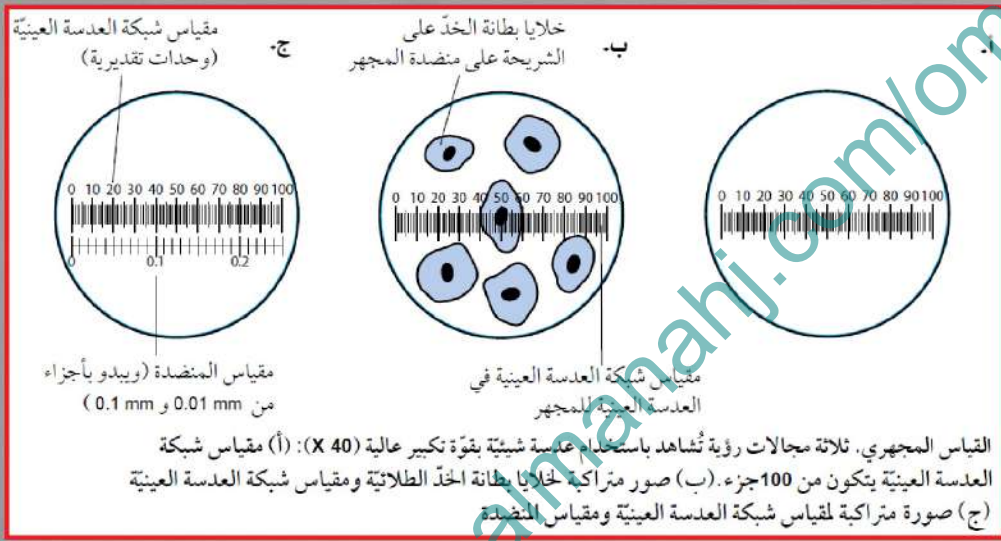 أ.
0 10 20 30 40 50 60 70 80 90 100
ب.
خلايا بطانة الخدّ على
الشريحة على منضدة المجهر
0 10 20 30 40 50 60 70 80 90 100
مقياس شبكة العدسة العينية في
العدسة العينية للمجهر
ج.
مقياس شبكة العدسة العينيّة
(وحدات تقديرية)
0 10 20 30 40 50 60 70 80 90 100
0 0.1 0.2
مقياس المنضدة (ويبدو بأجزاء
من 0.01 mm و 0.1 mm )
القياس المجهري. ثلاثة مجالات رؤية تُشاهد باستخدام عدسة شيئيّة بقوّة تكبير عالية (X 40): (أ) مقياس شبكة
العدسة العينيّة يتكون من 100جزء.(ب) صور متراكبة لخلايا بطانة الخدّ الطلائيّة ومقياس شبكة العدسة العينيّة
(ج) صورة متراكبة لمقياس شبكة العدسة العينيّة ومقياس المنضدة
almanahj.com/om